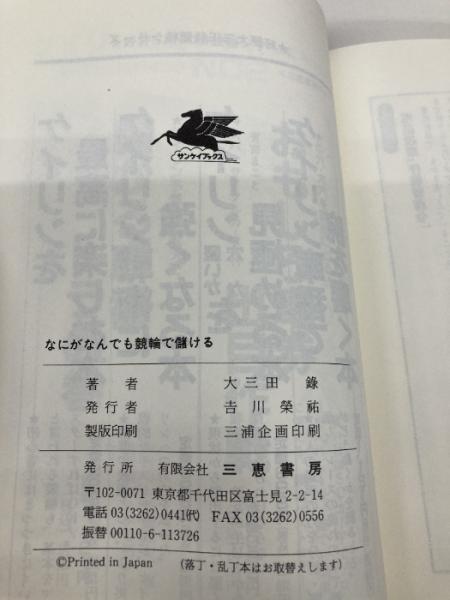 サンケイブックス
なにがなんでも競輪で儲ける
著者 大三田 錄
発行者 吉川榮祐
製版印刷 三浦企画印刷
発行所 有限会社 三恵書房
〒102-0071 東京都千代田区富士見2-2-14
電話 03(3262)0441(代) FAX 03(3262)0556
振替 00110-6-113726
©Printed in Japan (落丁・乱丁本はお取替えします)